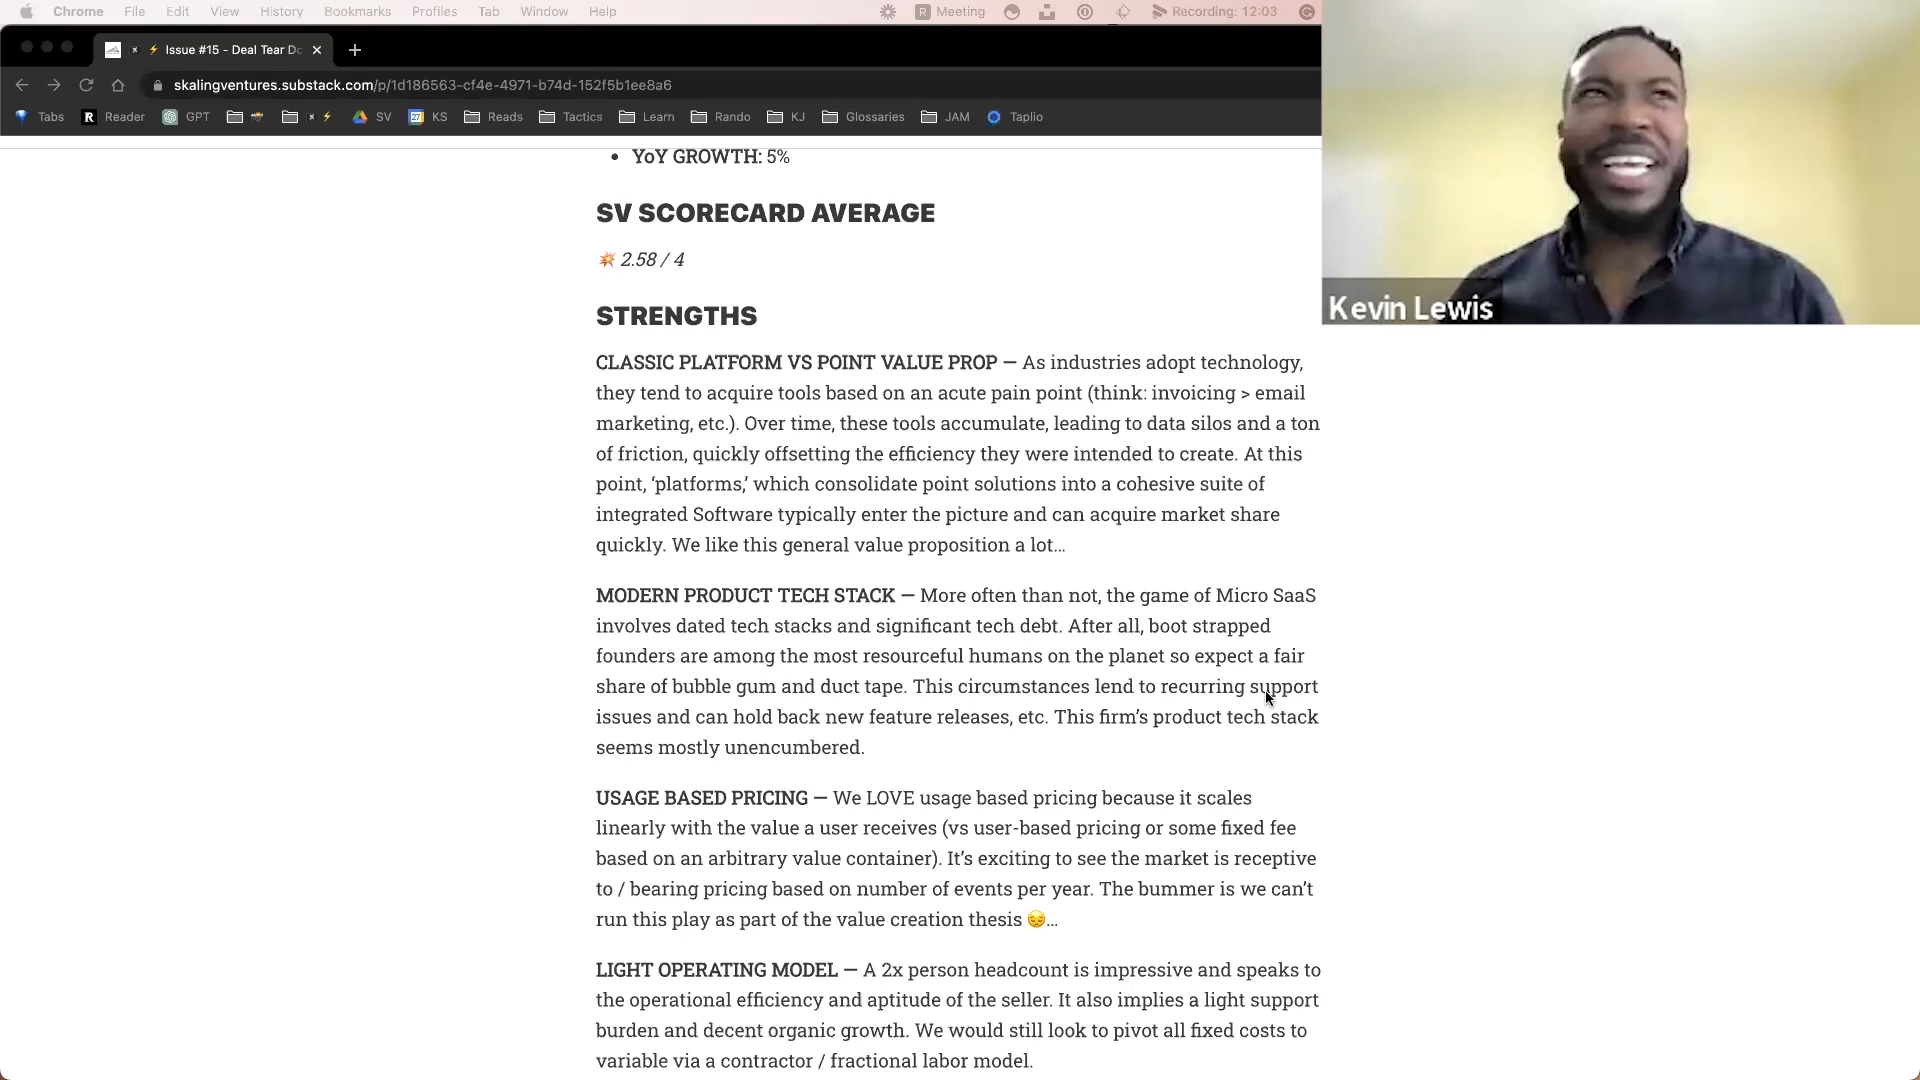 Chrome File Edit View History Bookmarks Profiles Tab Window Help R Meeting Recording: 12:03
Issue #15 - Deal Tear Dc
skalingventures.substack.com/p/1d186563-cf4e-4971-b74d-152f5b1ee8a6
Tabs R Reader GPT 27 SV KS Reads Tactics Learn Rando KJ Glossaries JAM Taplio
• YoY GROWTH: 5%
SV SCORECARD AVERAGE
💥 2.58 / 4
STRENGTHS
CLASSIC PLATFORM VS POINT VALUE PROP — As industries adopt technology,
they tend to acquire tools based on an acute pain point (think: invoicing > email
marketing, etc.). Over time, these tools accumulate, leading to data silos and a ton
of friction, quickly offsetting the efficiency they were intended to create. At this
point, ‘platforms,’ which consolidate point solutions into a cohesive suite of
integrated Software typically enter the picture and can acquire market share
quickly. We like this general value proposition a lot…
MODERN PRODUCT TECH STACK — More often than not, the game of Micro SaaS
involves dated tech stacks and significant tech debt. After all, boot strapped
founders are among the most resourceful humans on the planet so expect a fair
share of bubble gum and duct tape. This circumstances lend to recurring support
issues and can hold back new feature releases, etc. This firm’s product tech stack
seems mostly unencumbered.
USAGE BASED PRICING — We LOVE usage based pricing because it scales
linearly with the value a user receives (vs user-based pricing or some fixed fee
based on an arbitrary value container). It’s exciting to see the market is receptive
to / bearing pricing based on number of events per year. The bummer is we can’t
run this play as part of the value creation thesis 😔…
LIGHT OPERATING MODEL — A 2x person headcount is impressive and speaks to
the operational efficiency and aptitude of the seller. It also implies a light support
burden and decent organic growth. We would still look to pivot all fixed costs to
variable via a contractor / fractional labor model.
Kevin Lewis